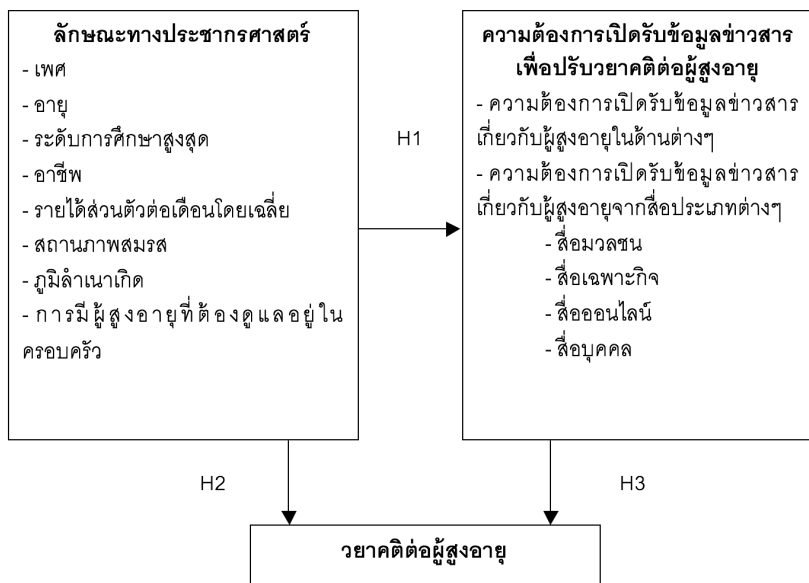 ลักษณะทางประชากรศาสตร์
- เพศ
- อายุ
- ระดับการศึกษาสูงสุด
- อาชีพ
- รายได้ส่วนตัวต่อเดือนโดยเฉลี่ย
- สถานภาพสมรส
- ภูมิลำเนาเกิด
- การมีผู้สูงอายุที่ต้องดูแลอยู่ใน
ครอบครัว
H1
ความต้องการเปิดรับข้อมูลข่าวสาร
เพื่อปรับวยาคติต่อผู้สูงอายุ
- ความต้องการเปิดรับข้อมูลข่าวสาร
เกี่ยวกับผู้สูงอายุในด้านต่างๆ
- ความต้องการเปิดรับข้อมูลข่าวสาร
เกี่ยวกับผู้สูงอายุจากสื่อประเภทต่างๆ
- สื่อมวลชน
- สื่อเฉพาะกิจ
- สื่อออนไลน์
- สื่อบุคคล
H2
H3
วยาคติต่อผู้สูงอายุ